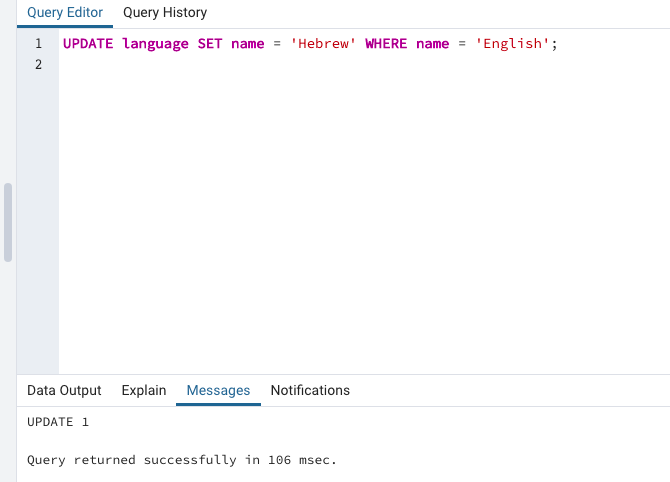 Query Editor Query History
1 UPDATE language SET name = 'Hebrew' WHERE name = 'English';
2
Data Output Explain Messages Notifications
UPDATE 1
Query returned successfully in 106 msec.